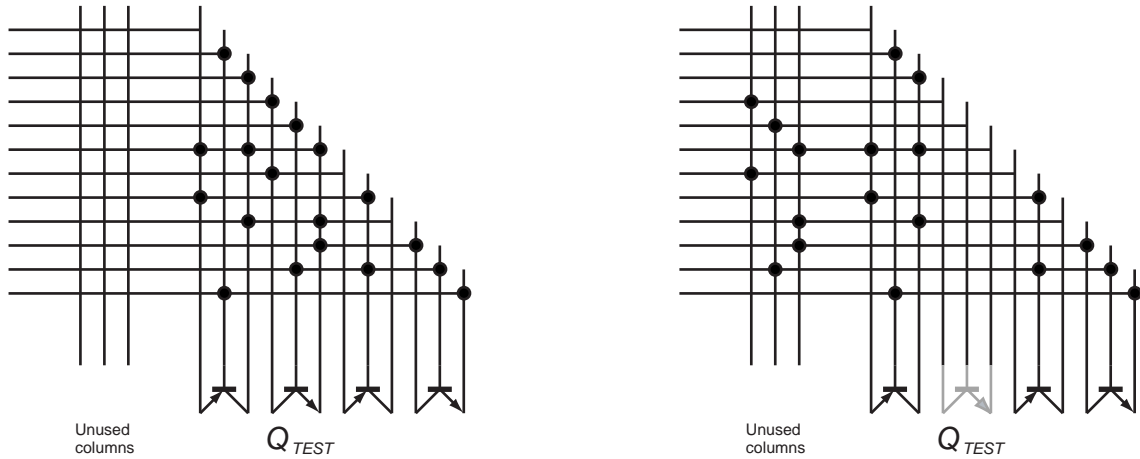 Unused
columns
Q TEST
Unused
columns
Q TEST